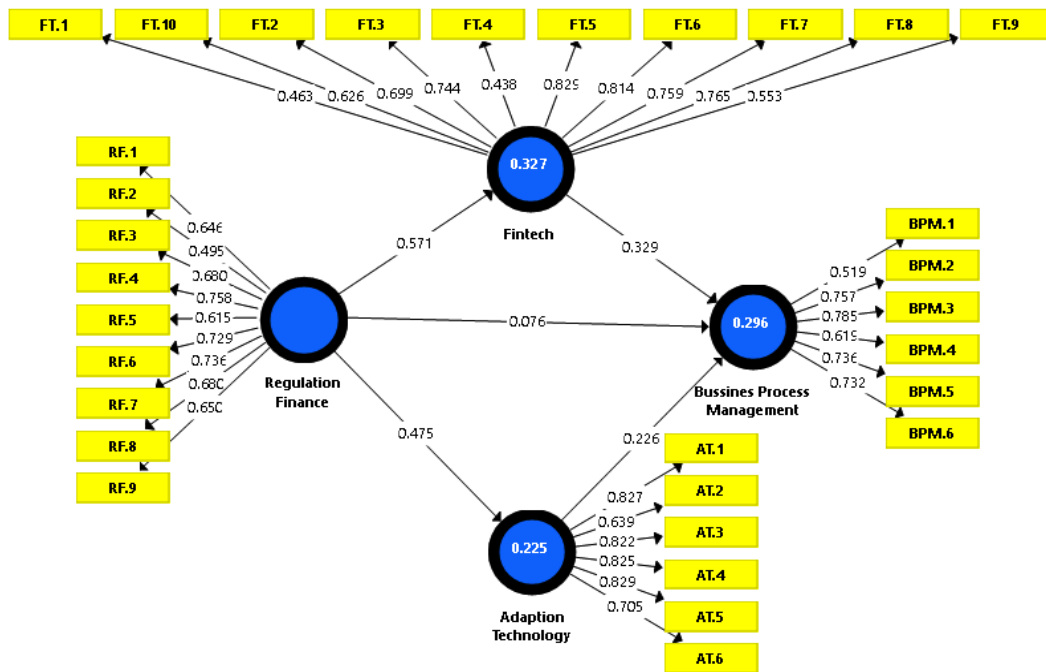 FT.1
FT.10
FT.2
FT.3
FT.4
FT.5
FT.6
FT.7
FT.8
FT.9
0.463
0.626
0.699
0.744
0.438
0.829
0.814
0.759
0.765
0.553
0.327
Fintech
RF.1
RF.2
RF.3
RF.4
RF.5
RF.6
RF.7
RF.8
RF.9
0.646
0.495
0.680
0.758
0.615
0.729
0.736
0.680
0.650
Regulation
Finance
0.571
0.329
0.076
0.475
0.226
0.296
Bussines Process
Management
0.519
0.757
0.785
0.619
0.736
0.732
BPM.1
BPM.2
BPM.3
BPM.4
BPM.5
BPM.6
0.225
Adaption
Technology
0.827
0.639
0.822
0.825
0.829
0.705
AT.1
AT.2
AT.3
AT.4
AT.5
AT.6